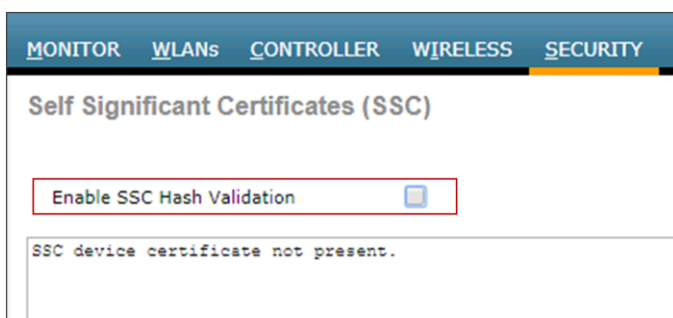 MONITOR WLANs CONTROLLER WIRELESS SECURITY
Self Significant Certificates (SSC)
Enable SSC Hash Validation
SSC device certificate not present.